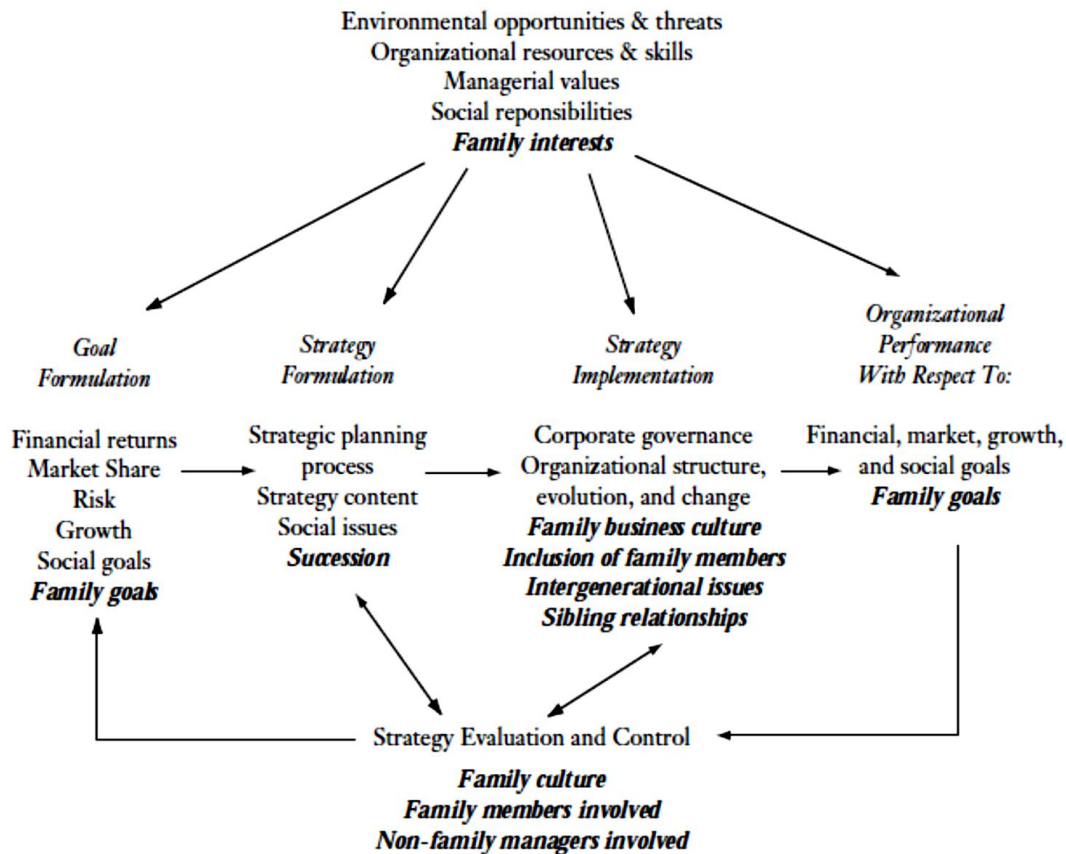 Environmental opportunities & threats
Organizational resources & skills
Managerial values
Social reponsibilities
Family interests
Goal
Formulation
Strategy
Formulation
Strategy
Implementation
Organizational
Performance
With Respect To:
Financial returns
Market Share
Risk
Growth
Social goals
Family goals
Strategic planning
process
Strategy content
Social issues
Succession
Corporate governance
Organizational structure,
evolution, and change
Family business culture
Inclusion of family members
Intergenerational issues
Sibling relationships
Financial, market, growth,
and social goals
Family goals
Strategy Evaluation and Control
Family culture
Family members involved
Non-family managers involved